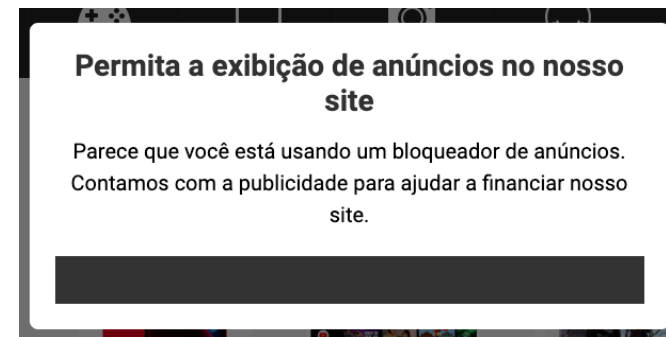 Permita a exibição de anúncios no nosso
site
Parece que você está usando um bloqueador de anúncios.
Contamos com a publicidade para ajudar a financiar nosso
site.